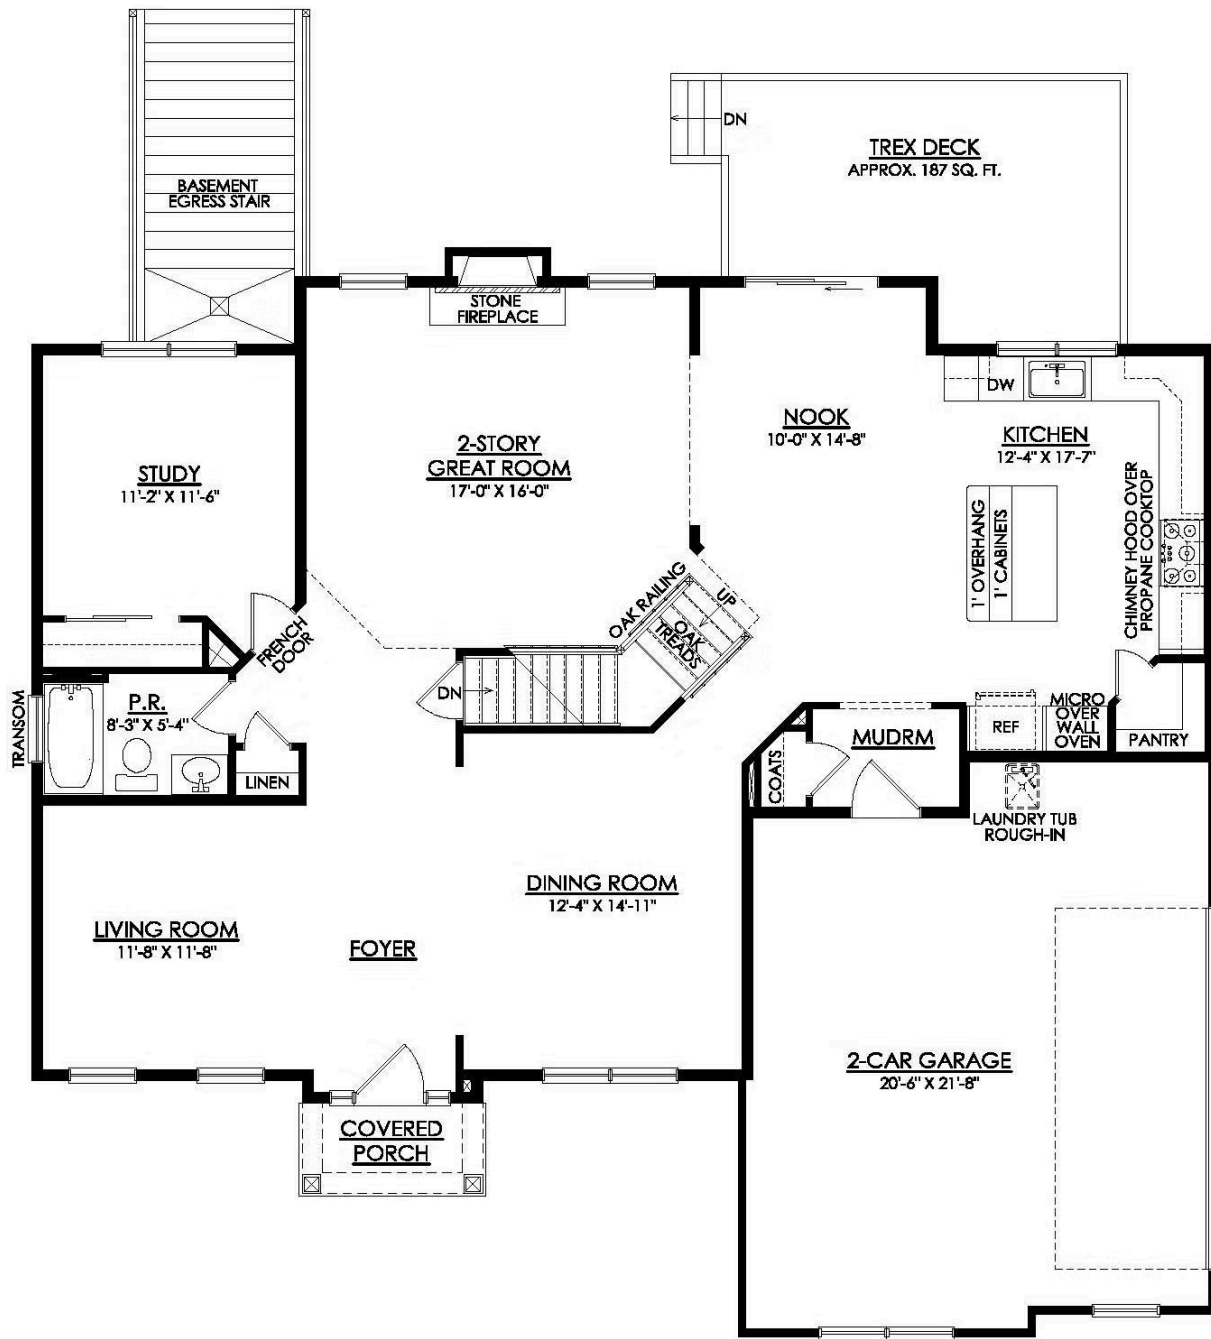 DN
TREX DECK
APPROX. 187 SQ. FT.
BASEMENT
EGRESS STAIR
STONE
FIREPLACE
DW
NOOK
10'-0" X 14'-8"
KITCHEN
12'-4" X 17'-7"
2-STORY
GREAT ROOM
17'-0" X 16'-0"
STUDY
11'-2" X 11'-6"
1' OVERHANG
1' CABINETS
CHIMNEY HOOD OVER
PROPANE COOKTOP
OAK RAILING
UP
OAK
TREADS
FRENCH
DOOR
DN
TRANSOM
P.R.
8'-3" X 5'-4"
LINEN
COATS
MUDRM
REF
MICRO
OVER
WALL
OVEN
PANTRY
LAUNDRY TUB
ROUGH-IN
DINING ROOM
12'-4" X 14'-11"
LIVING ROOM
11'-8" X 11'-8"
FOYER
2-CAR GARAGE
20'-6" X 21'-8"
COVERED
PORCH